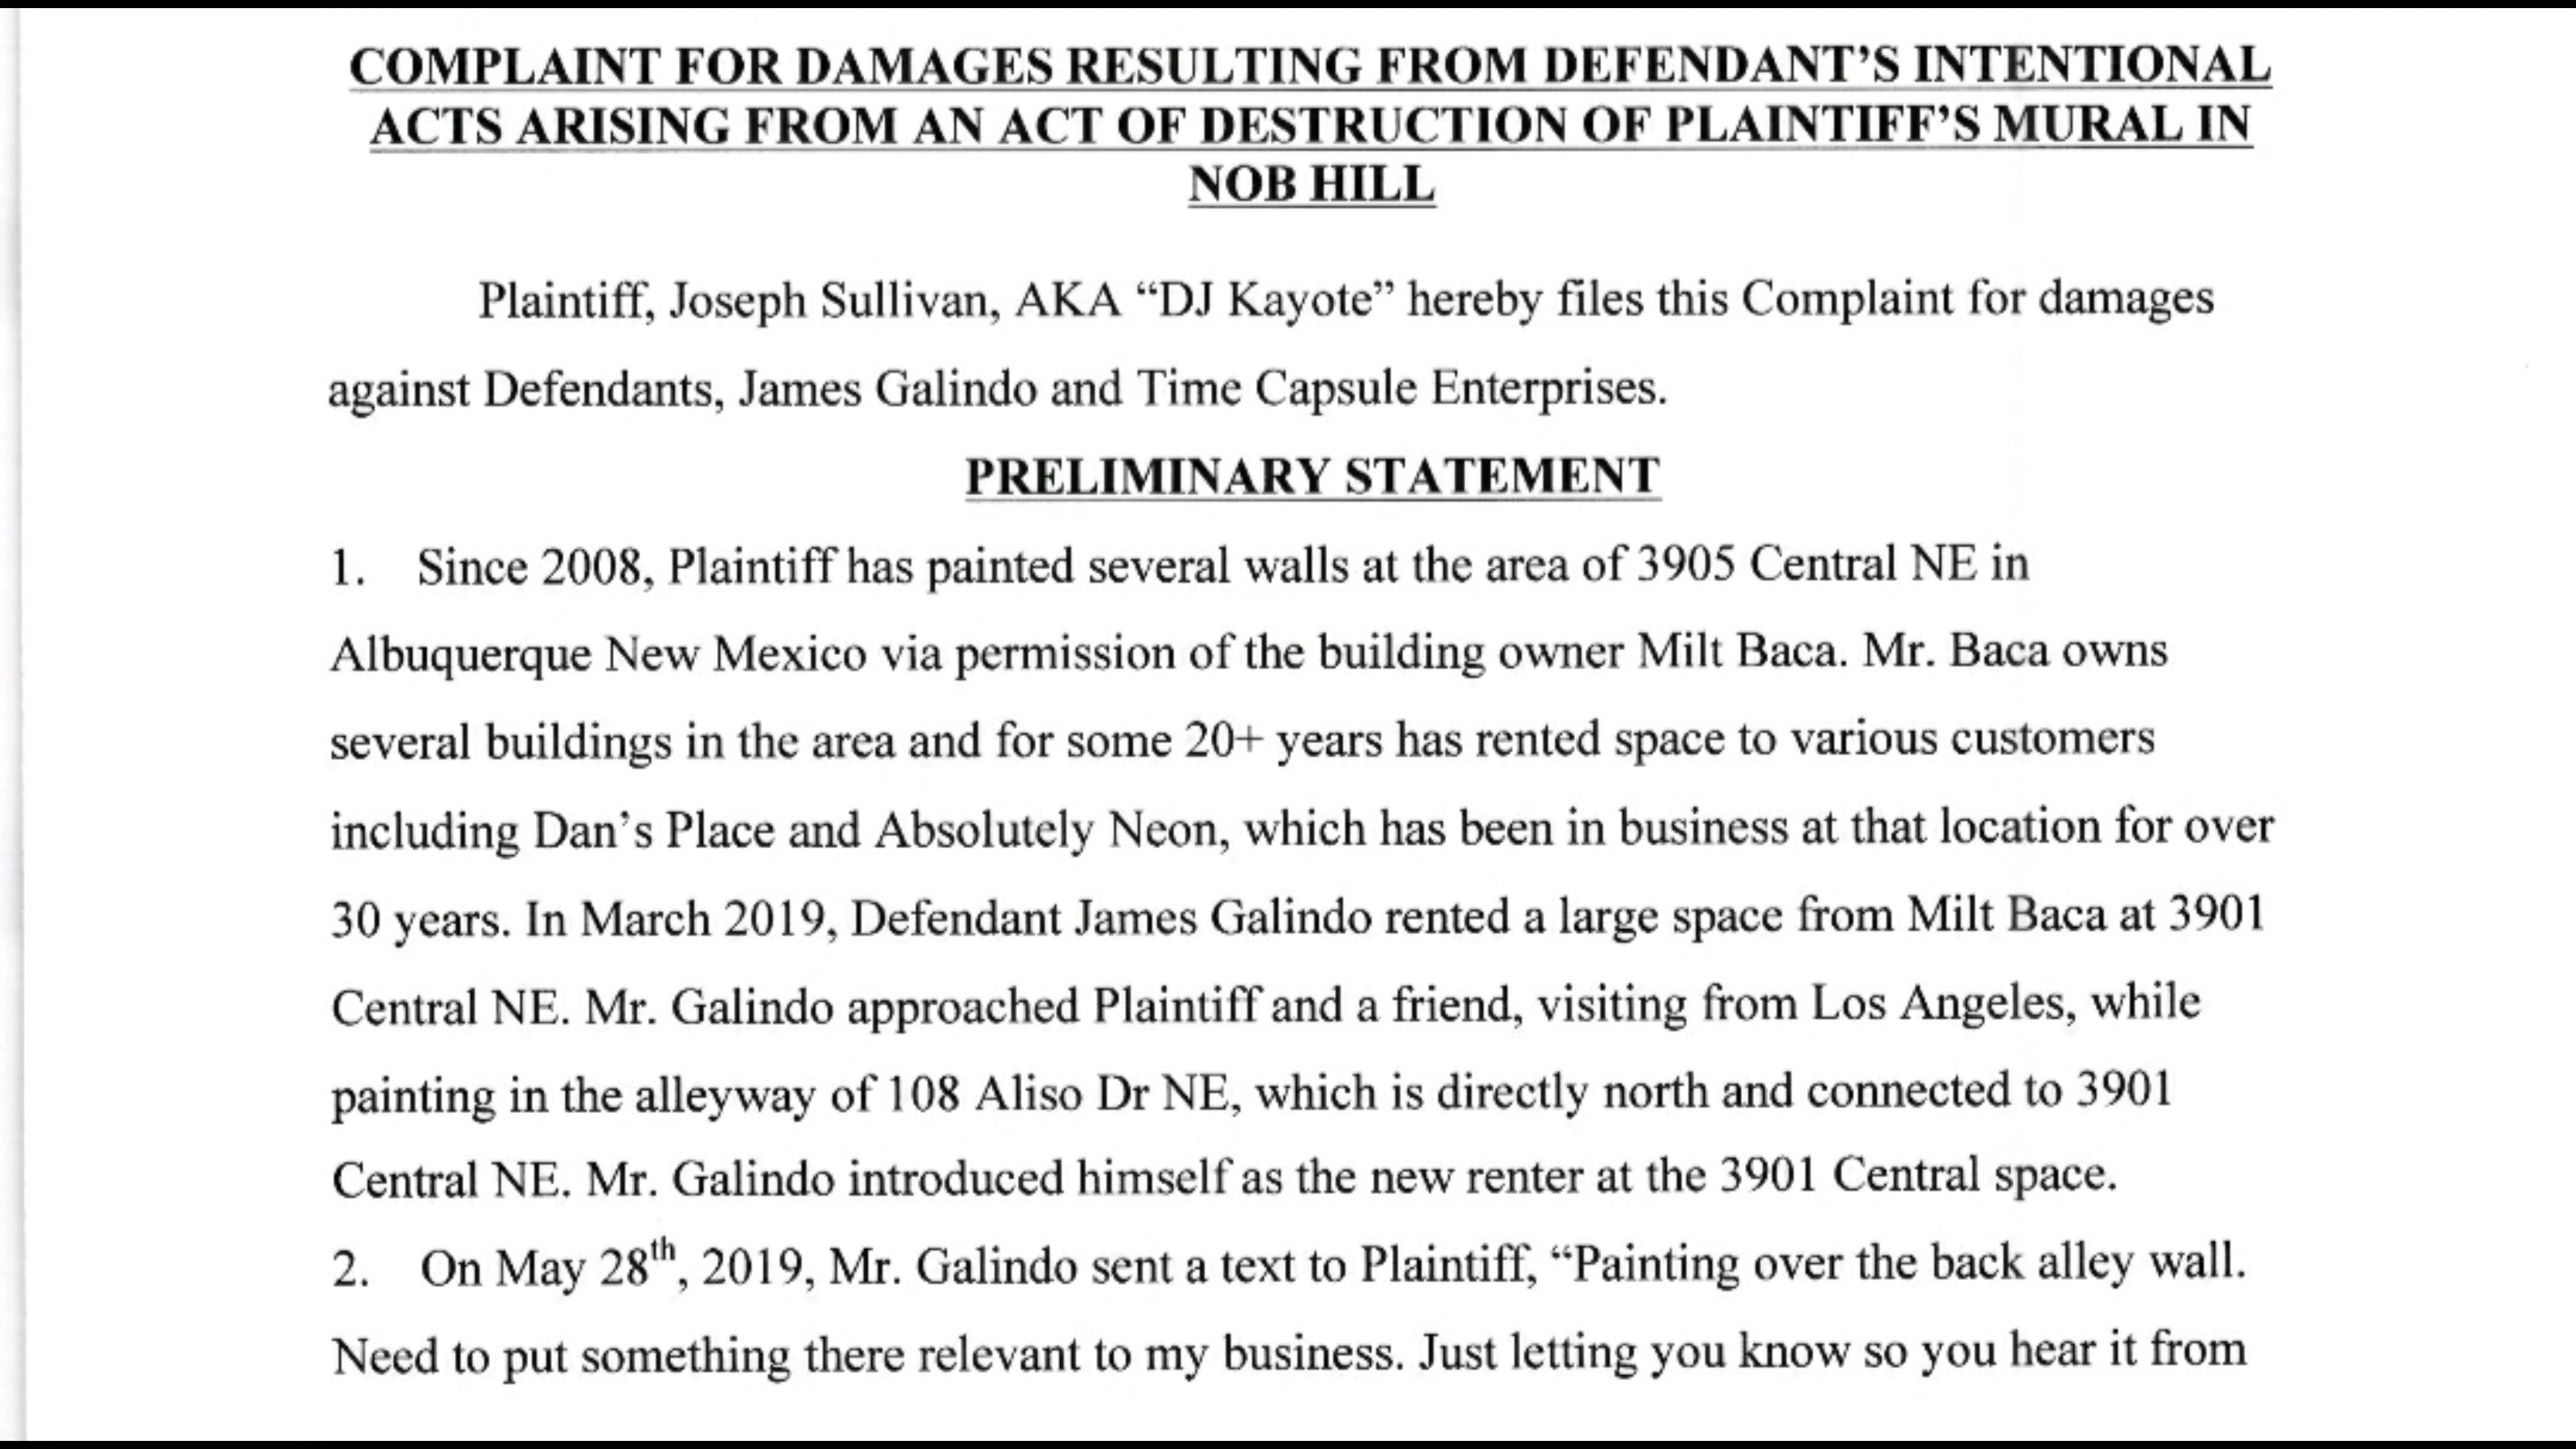 COMPLAINT FOR DAMAGES RESULTING FROM DEFENDANT’S INTENTIONAL
ACTS ARISING FROM AN ACT OF DESTRUCTION OF PLAINTIFF’S MURAL IN
NOB HILL
Plaintiff, Joseph Sullivan, AKA “DJ Kayote” hereby files this Complaint for damages
against Defendants, James Galindo and Time Capsule Enterprises.
PRELIMINARY STATEMENT
1. Since 2008, Plaintiff has painted several walls at the area of 3905 Central NE in
Albuquerque New Mexico via permission of the building owner Milt Baca. Mr. Baca owns
several buildings in the area and for some 20+ years has rented space to various customers
including Dan’s Place and Absolutely Neon, which has been in business at that location for over
30 years. In March 2019, Defendant James Galindo rented a large space from Milt Baca at 3901
Central NE. Mr. Galindo approached Plaintiff and a friend, visiting from Los Angeles, while
painting in the alleyway of 108 Aliso Dr NE, which is directly north and connected to 3901
Central NE. Mr. Galindo introduced himself as the new renter at the 3901 Central space.
2. On May 28th, 2019, Mr. Galindo sent a text to Plaintiff, “Painting over the back alley wall.
Need to put something there relevant to my business. Just letting you know so you hear it from